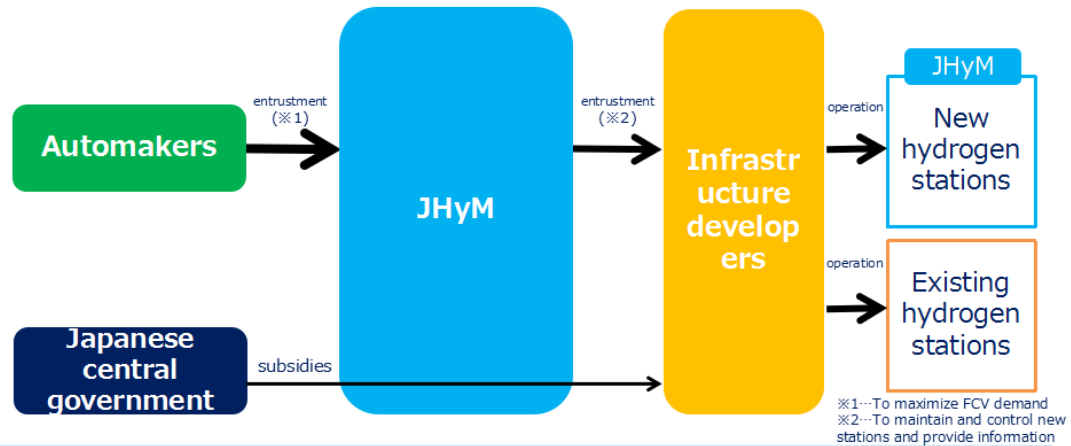 Automakers
entrustment
(※1)
JHyM
entrustment
(※2)
Infrastr
ucture
develop
ers
operation
JHyM
New
hydrogen
stations
operation
Existing
hydrogen
stations
Japanese
central
government
subsidies
※1…To maximize FCV demand
※2…To maintain and control new
stations and provide information